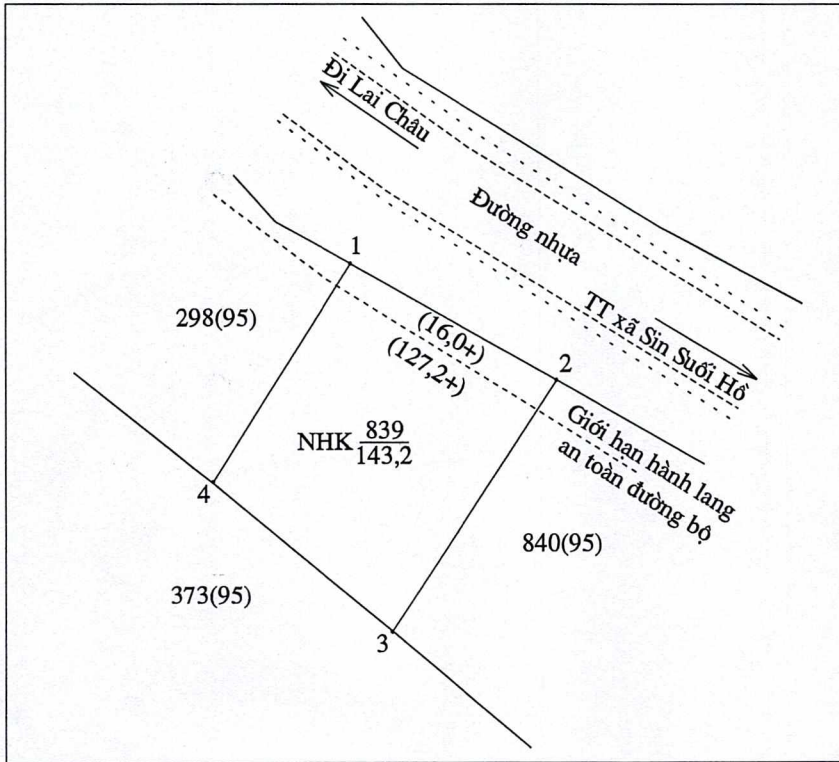 Đi Lai Châu
Đường nhựa
TT xã Sin Suối Hồ
1
298(95)
(16,0+)
(127,2+)
2
NHK 839
143,2
Giới hạn hành lang
an toàn đường bộ
4
840(95)
373(95)
3